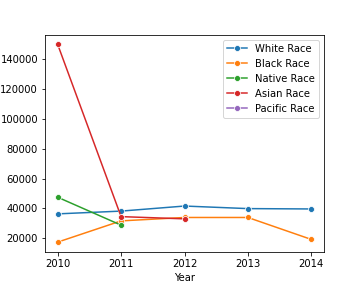 White Race
Black Race
Native Race
Asian Race
Pacific Race
140000
120000
100000
80000
60000
40000
20000
2010 2011 2012 2013 2014
Year